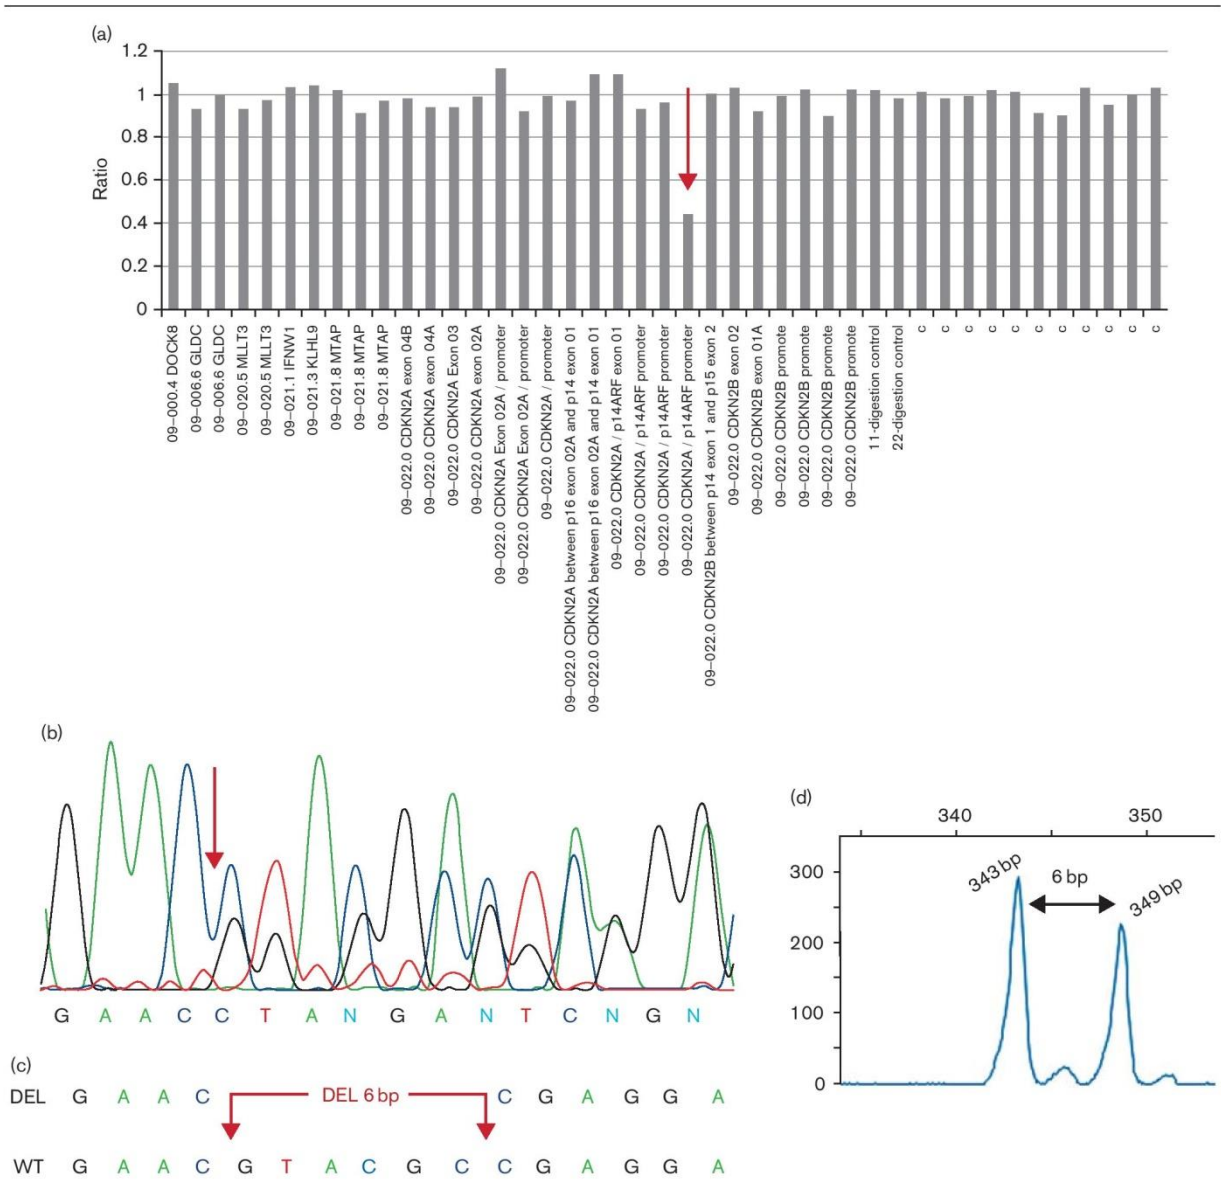 (a)
1.2
1
0.8
0.6
0.4
0.2
0
Ratio
09–000.4 DOCK8
09–006.6 GLDC
09–006.6 GLDC
09–020.5 MLLT3
09–020.5 MLLT3
09–021.1 IFNW1
09–021.3 KLHL9
09–021.8 MTAP
09–021.8 MTAP
09–021.8 MTAP
09–022.0 CDKN2A exon 04B
09–022.0 CDKN2A exon 04A
09–022.0 CDKN2A Exon 03
09–022.0 CDKN2A exon 02A
09–022.0 CDKN2A Exon 02A / promoter
09–022.0 CDKN2A Exon 02A / promoter
09–022.0 CDKN2A / promoter
09–022.0 CDKN2A between p16 exon 02A and p14 exon 01
09–022.0 CDKN2A between p16 exon 02A and p14 exon 01
09–022.0 CDKN2A / p14ARF exon 01
09–022.0 CDKN2A / p14ARF promoter
09–022.0 CDKN2A / p14ARF promoter
09–022.0 CDKN2A / p14ARF promoter
09–022.0 CDKN2B between p14 exon 1 and p15 exon 2
09–022.0 CDKN2B exon 02
09–022.0 CDKN2B exon 01A
09–022.0 CDKN2B promote
09–022.0 CDKN2B promote
09–022.0 CDKN2B promote
09–022.0 CDKN2B promote
11-digestion control
22-digestion control
c
c
c
c
c
c
c
c
c
c
c
(b)
G A A C C T A N G A N T C N G N
(c)
DEL G A A C DEL 6 bp C G A G G A
WT G A A C G T A C G C C G A G G A
(d)
340 350
300
200
100
0
343 bp
6 bp
349 bp